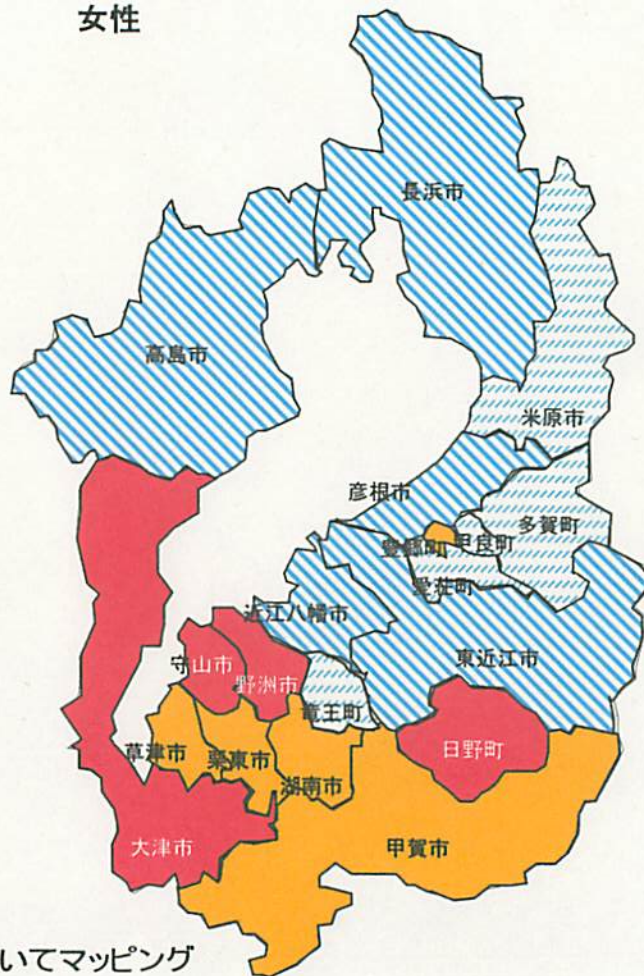 女性
長浜市
高島市
米原市
彦根市
多賀町
豊郷町
甲良町
愛荘町
近江八幡市
東近江市
守山市
野洲市
竜王町
草津市
栗東市
湖南市
日野町
大津市
甲賀市
いてマッピング